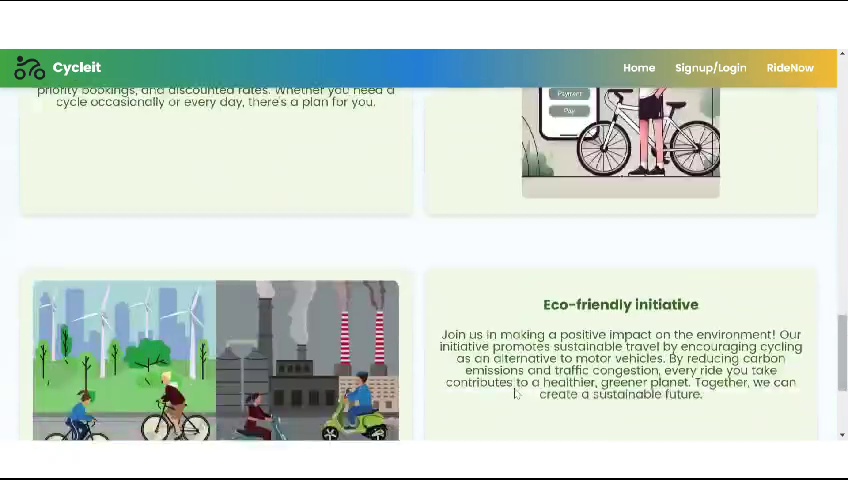 Cycleit
Home
Signup/Login
RideNow
priority bookings, and discounted rates. Whether you need a
cycle occasionally or every day, there's a plan for you.
Payment
Pay
Eco-friendly initiative
Join us in making a positive impact on the environment! Our
initiative promotes sustainable travel by encouraging cycling
as an alternative to motor vehicles. By reducing carbon
emissions and traffic congestion, every ride you take
contributes to a healthier, greener planet. Together, we can
create a sustainable future.